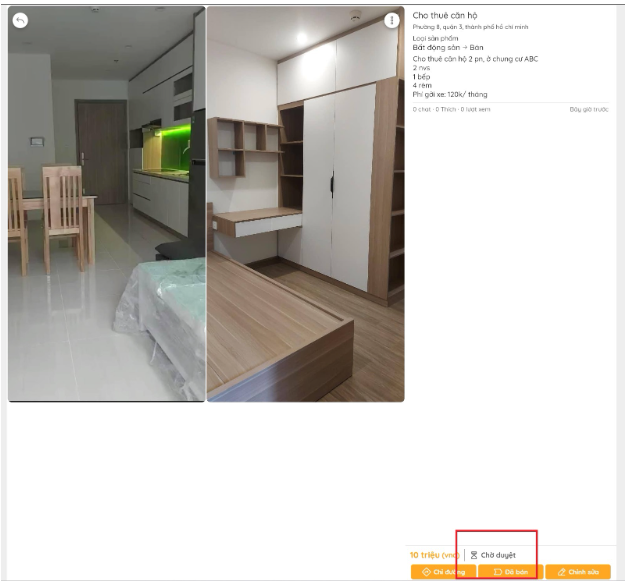 Cho thuê căn hộ
Phường 8, quận 3, thành phố hồ chí minh
Loại sản phẩm
Bất động sản → Bán
Cho thuê căn hộ 2 pn, ở chung cư ABC
2 nvs
1 bếp
4 rèm
Phí gởi xe: 120k/ tháng
0 chat · 0 Thích · 0 lượt xem
Bây giờ trước
10 triệu (vnđ)
Chờ duyệt
Chỉ đường
Đã bán
Chỉnh sửa